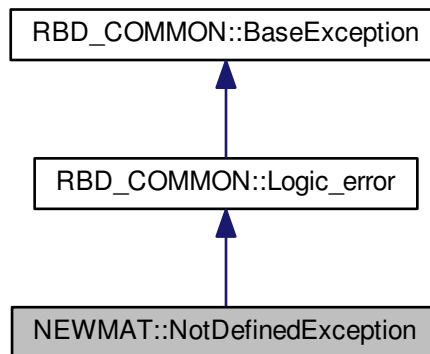 RBD_COMMON::BaseException
RBD_COMMON::Logic_error
NEWMAT::NotDefinedException